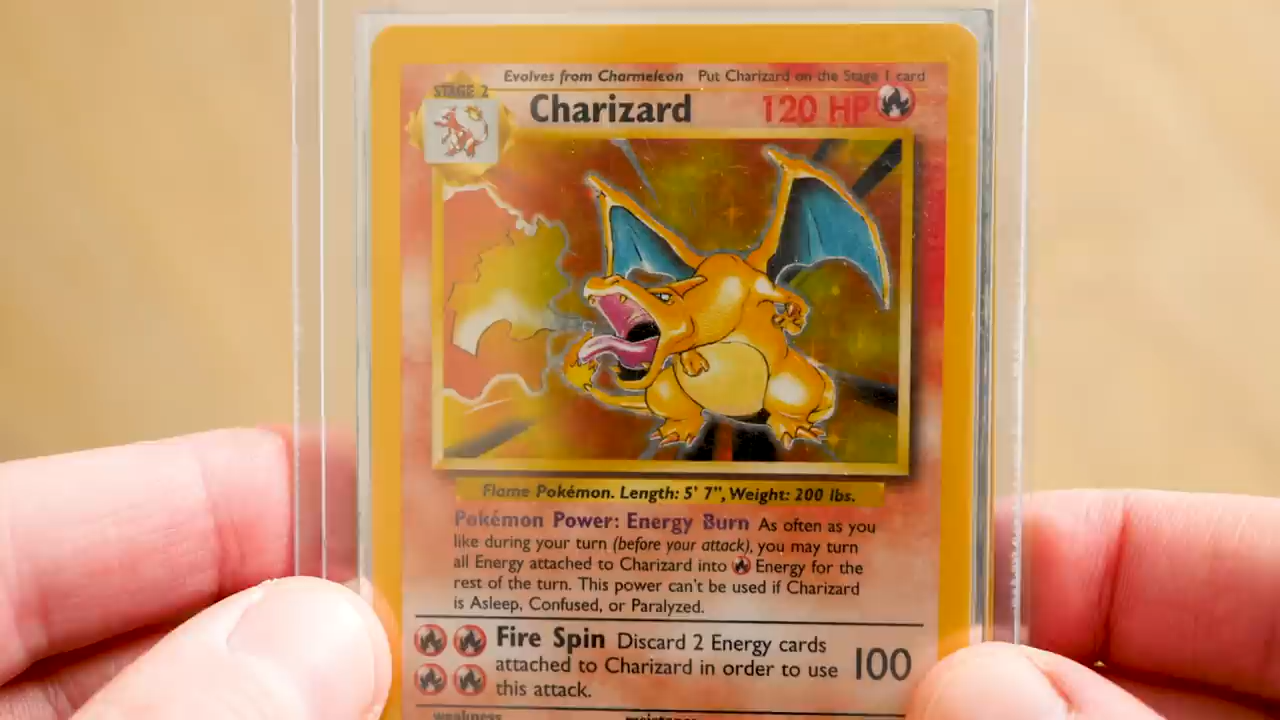 Evolves from Charmeleon Put Charizard on the Stage 1 card
STAGE 2
Charizard 120 HP
Flame Pokémon. Length: 5' 7", Weight: 200 lbs.
Pokémon Power: Energy Burn As often as you
like during your turn (before your attack), you may turn
all Energy attached to Charizard into Energy for the
rest of the turn. This power can't be used if Charizard
is Asleep, Confused, or Paralyzed.
Fire Spin Discard 2 Energy cards
attached to Charizard in order to use 100
this attack.
weakness resistance